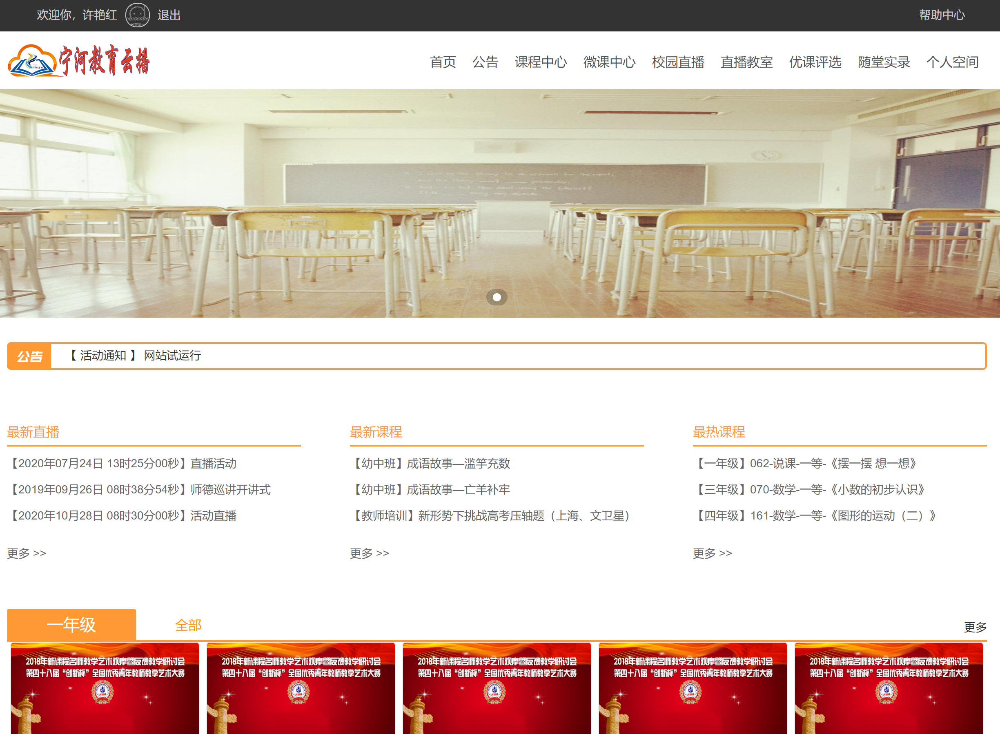 欢迎你，许艳红 退出 帮助中心
宁河教育云播
Ninghe
首页 公告 课程中心 微课中心 校园直播 直播教室 优课评选 随堂实录 个人空间
公告 【 活动通知 】 网站试运行
最新直播
【2020年07月24日 13时25分00秒】直播活动
【2019年09月26日 08时38分54秒】师德巡讲开讲式
【2020年10月28日 08时30分00秒】活动直播
更多 >>
最新课程
【幼中班】成语故事—滥竽充数
【幼中班】成语故事—亡羊补牢
【教师培训】新形势下挑战高考压轴题（上海、文卫星）
更多 >>
最热课程
【一年级】062-说课-一等-《摆一摆 想一想》
【三年级】070-数学-一等-《小数的初步认识》
【四年级】161-数学-一等-《图形的运动（二）》
更多 >>
一年级 全部 更多
2018年新课程名师教学艺术观摩暨反馈教学研讨会
第四十八届“创新杯”全国优秀青年教师教学艺术大赛
2018年新课程名师教学艺术观摩暨反馈教学研讨会
第四十八届“创新杯”全国优秀青年教师教学艺术大赛
2018年新课程名师教学艺术观摩暨反馈教学研讨会
第四十八届“创新杯”全国优秀青年教师教学艺术大赛
2018年新课程名师教学艺术观摩暨反馈教学研讨会
第四十八届“创新杯”全国优秀青年教师教学艺术大赛
2018年新课程名师教学艺术观摩暨反馈教学研讨会
第四十八届“创新杯”全国优秀青年教师教学艺术大赛